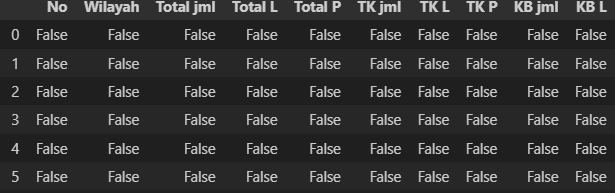 No Wilayah Total jml Total L Total P TK jml TK L TK P KB jml KB L
0 False False False False False False False False False False
1 False False False False False False False False False False
2 False False False False False False False False False False
3 False False False False False False False False False False
4 False False False False False False False False False False
5 False False False False False False False False False False